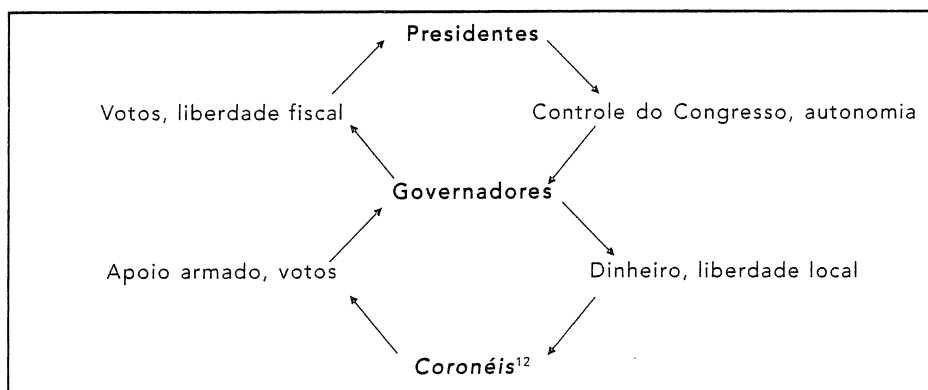 Presidentes
Votos, liberdade fiscal
Controle do Congresso, autonomia
Governadores
Apoio armado, votos
Dinheiro, liberdade local
Coronéis¹²